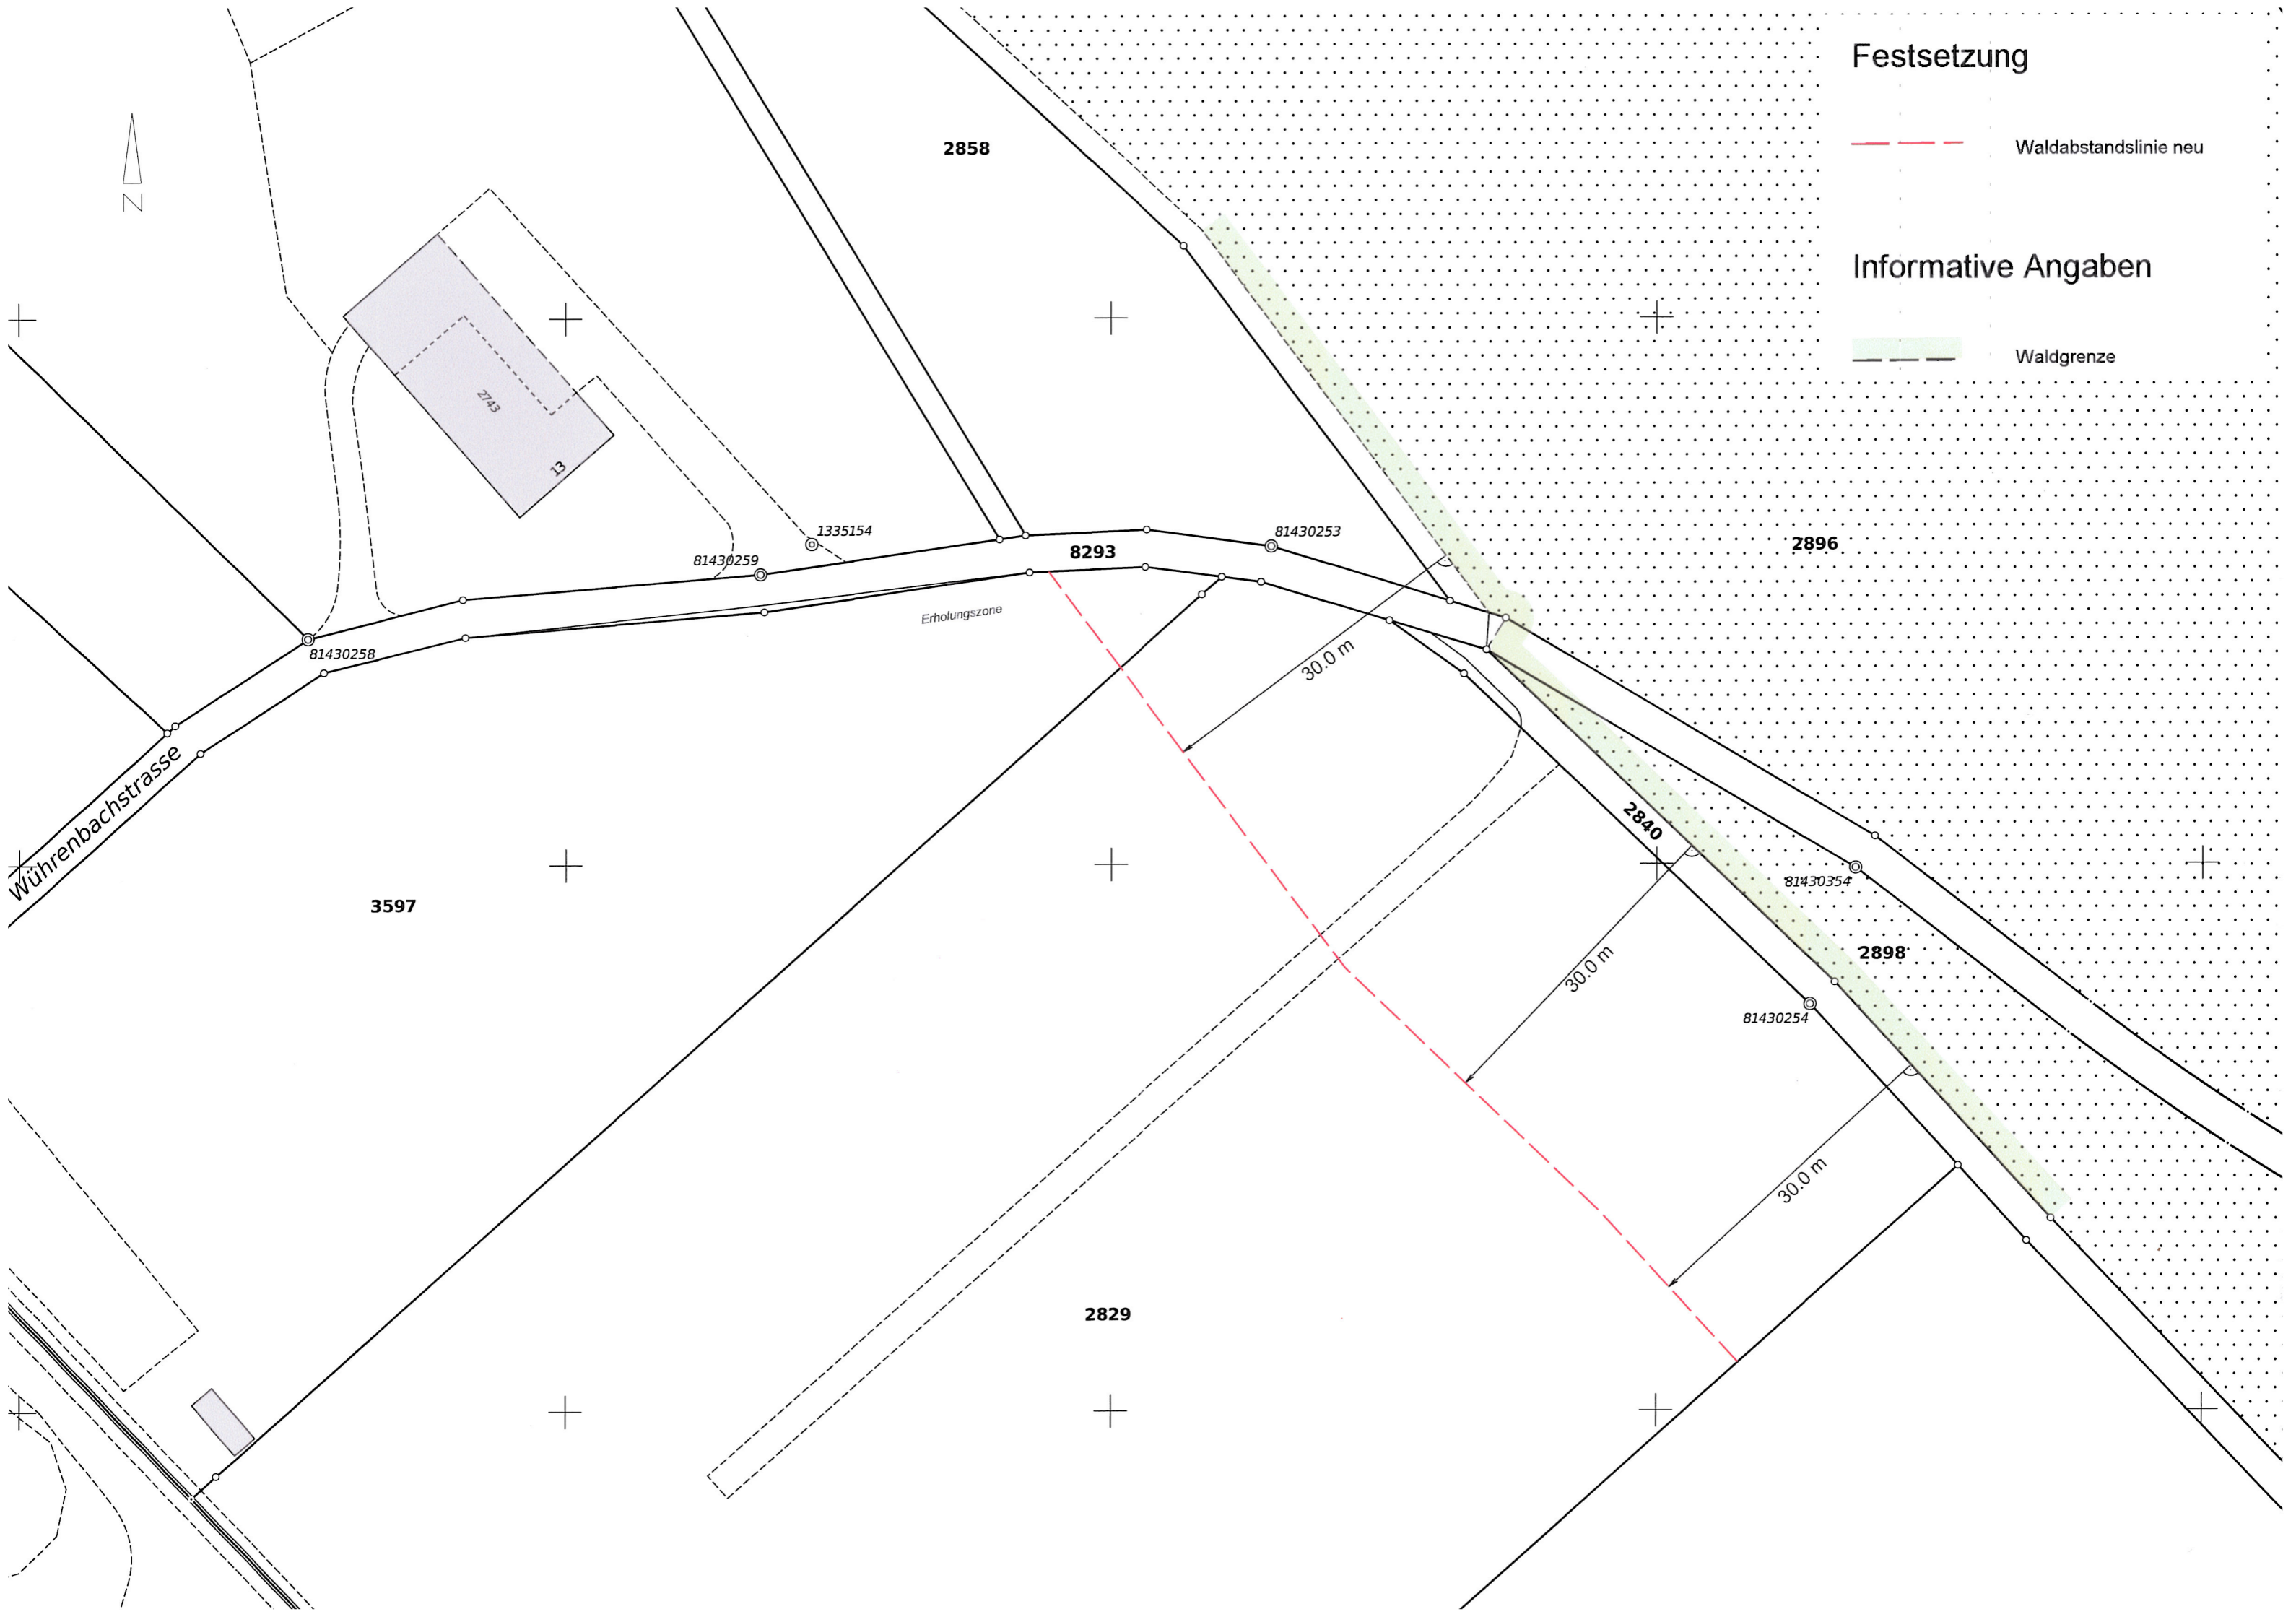 Festsetzung
Waldabstandslinie neu
Informative Angaben
Waldgrenze
N
2858
2743
13
1335154
81430259
81430253
8293
2896
Erholungszone
81430258
30.0 m
Wührenbachstrasse
2840
81430354
3597
2898
30.0 m
81430254
30.0 m
2829